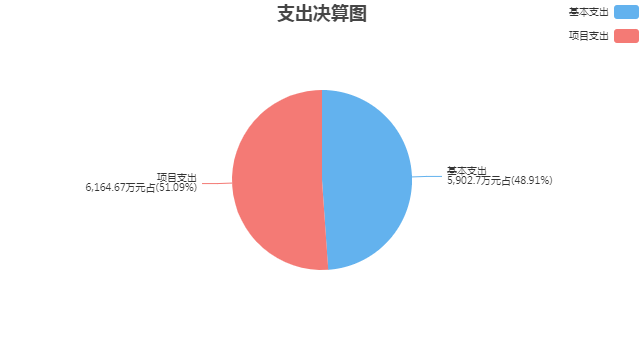 支出决算图
基本支出
项目支出
项目支出
6,164.67万元占(51.09%)
基本支出
5,902.7万元占(48.91%)